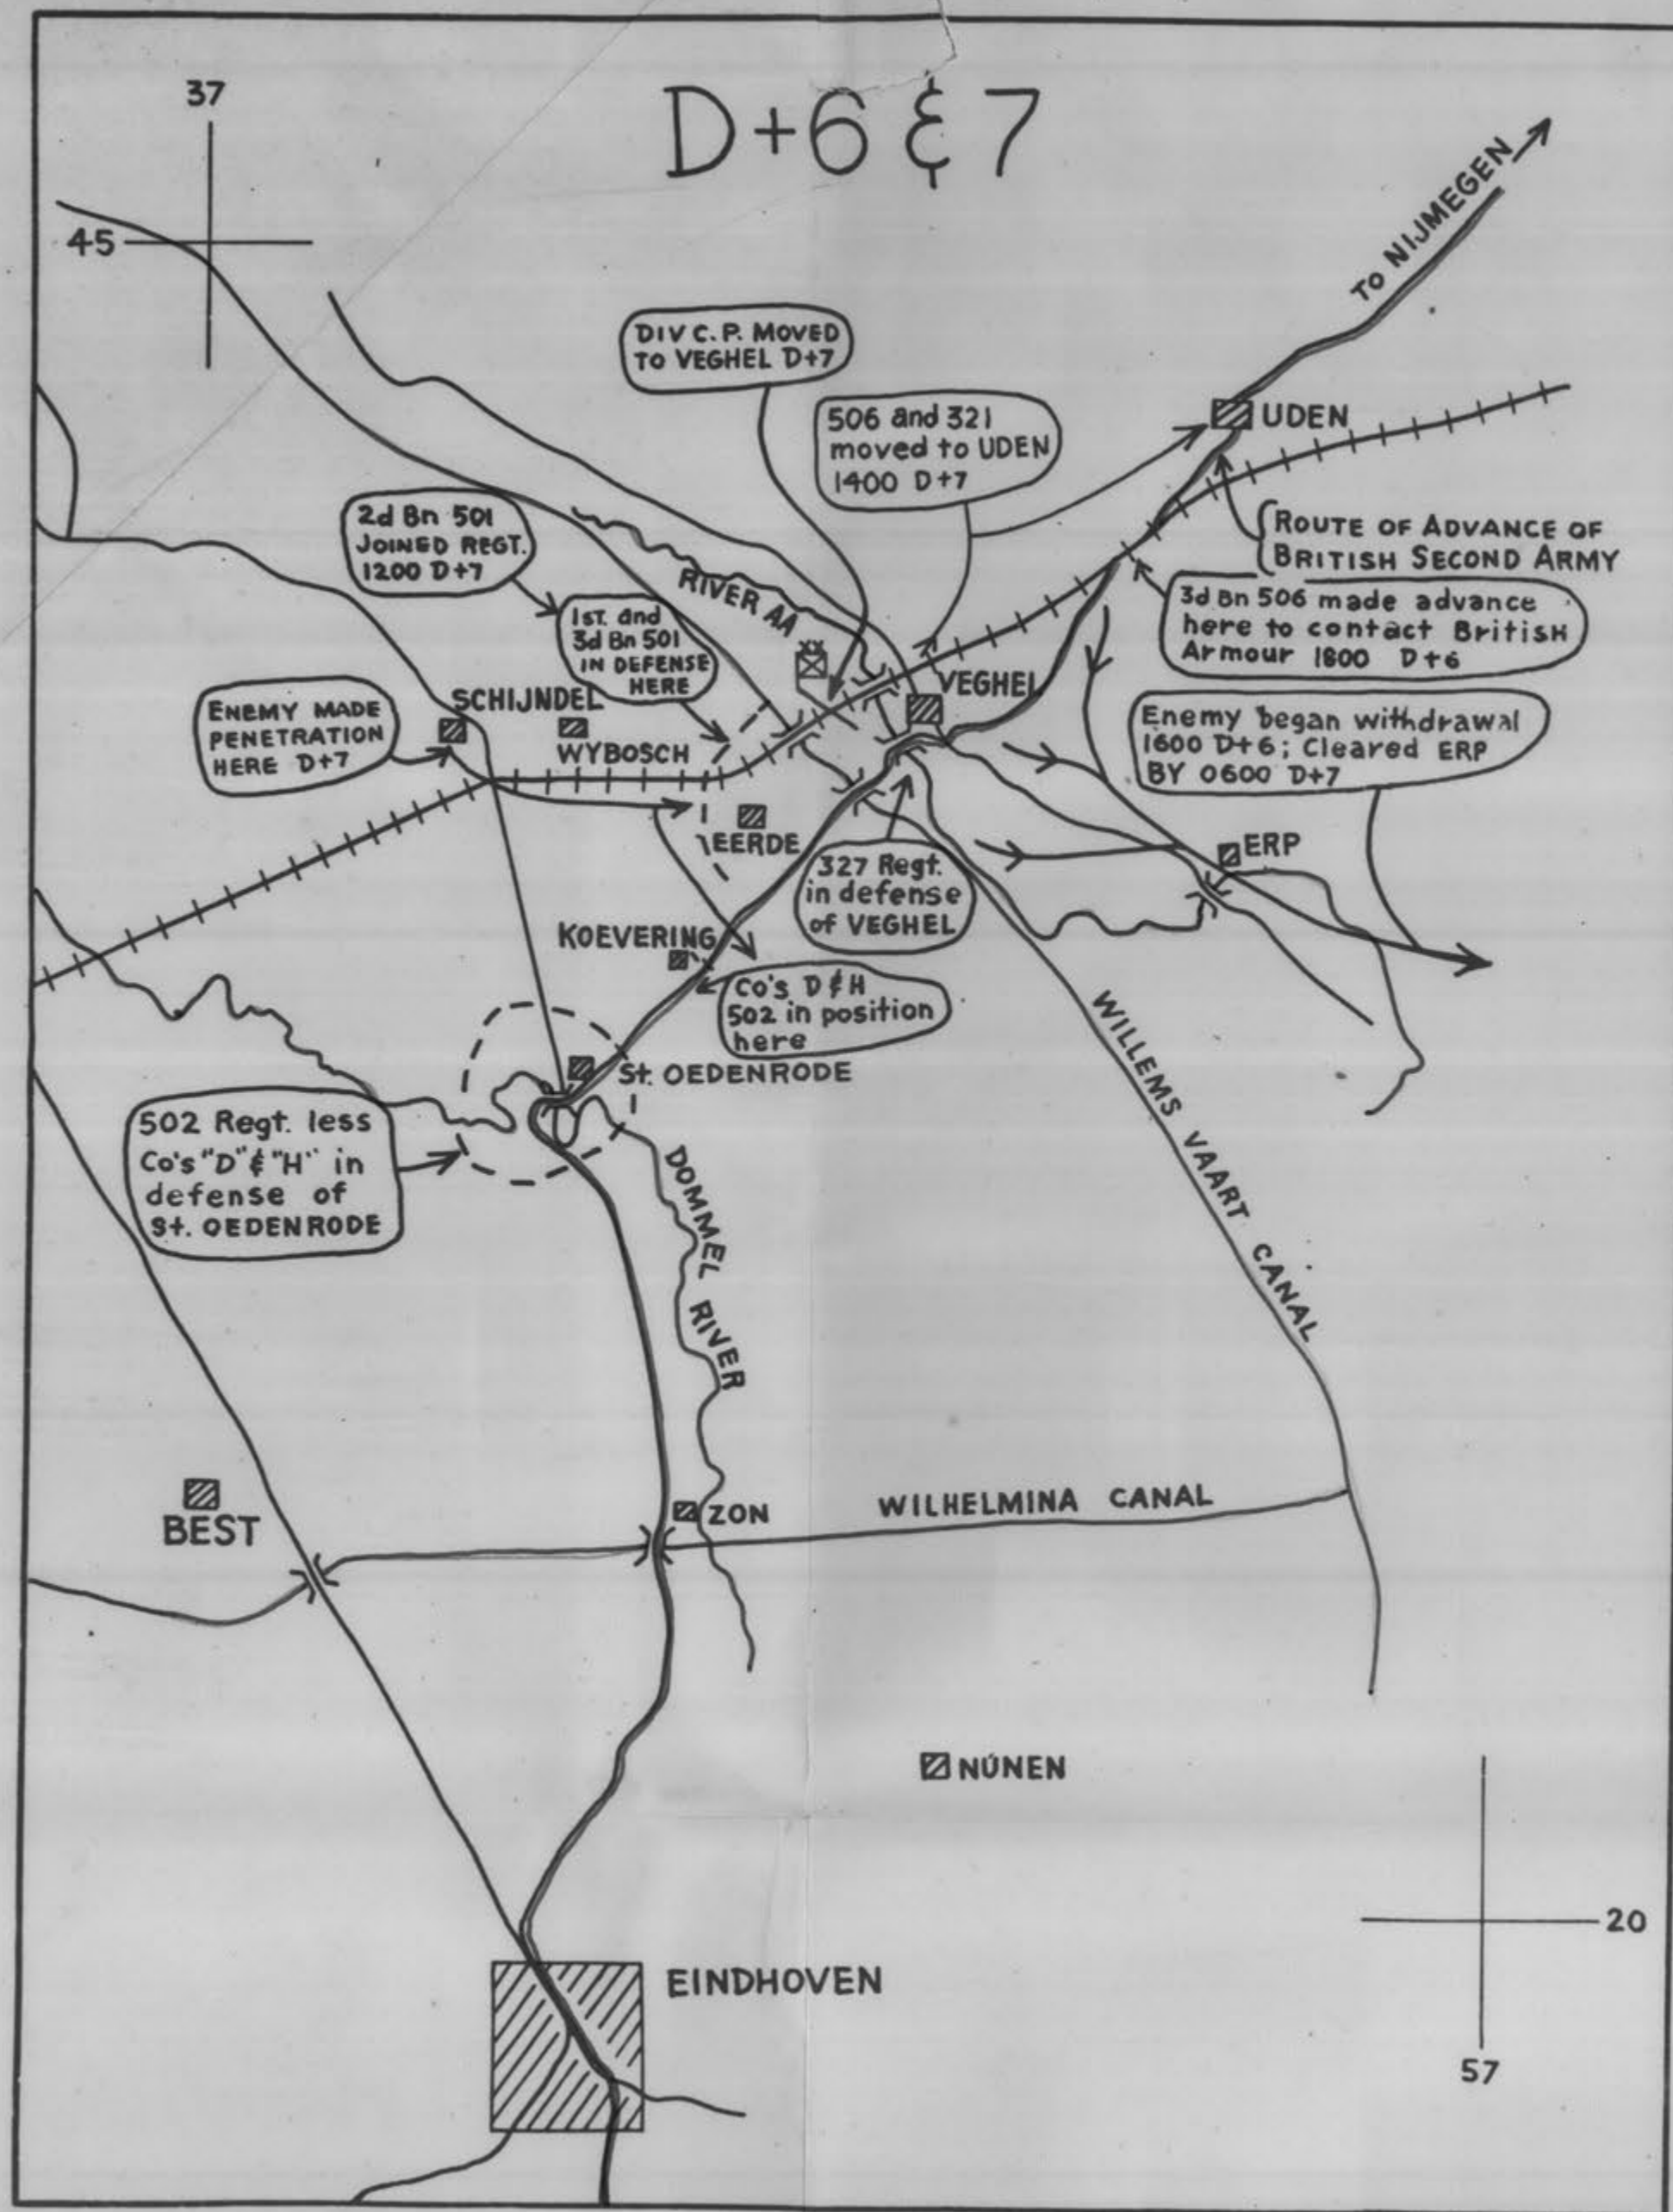 D+6 & 7
37
45
TO NIJMEGEN
DIV C.P. MOVED
TO VEGHEL D+7
506 and 321
moved to UDEN
1400 D+7
UDEN
ROUTE OF ADVANCE OF
BRITISH SECOND ARMY
2d Bn 501
JOINED REGT.
1200 D+7
RIVER AA
1ST. and
3d Bn 501
IN DEFENSE
HERE
XX
3d Bn 506 made advance
here to contact British
Armour 1800 D+6
ENEMY MADE
PENETRATION
HERE D+7
SCHIJNDEL
WYBOSCH
VEGHEL
Enemy began withdrawal
1600 D+6; Cleared ERP
BY 0600 D+7
EERDE
ERP
327 Regt.
in defense
of VEGHEL
KOEVERING
Co's D & H
502 in position
here
St. OEDENRODE
502 Regt. less
Co's "D" & "H" in
defense of
St. OEDENRODE
WILLEMS VAART CANAL
DOMMEL RIVER
BEST
ZON
WILHELMINA CANAL
NÚNEN
20
57
EINDHOVEN